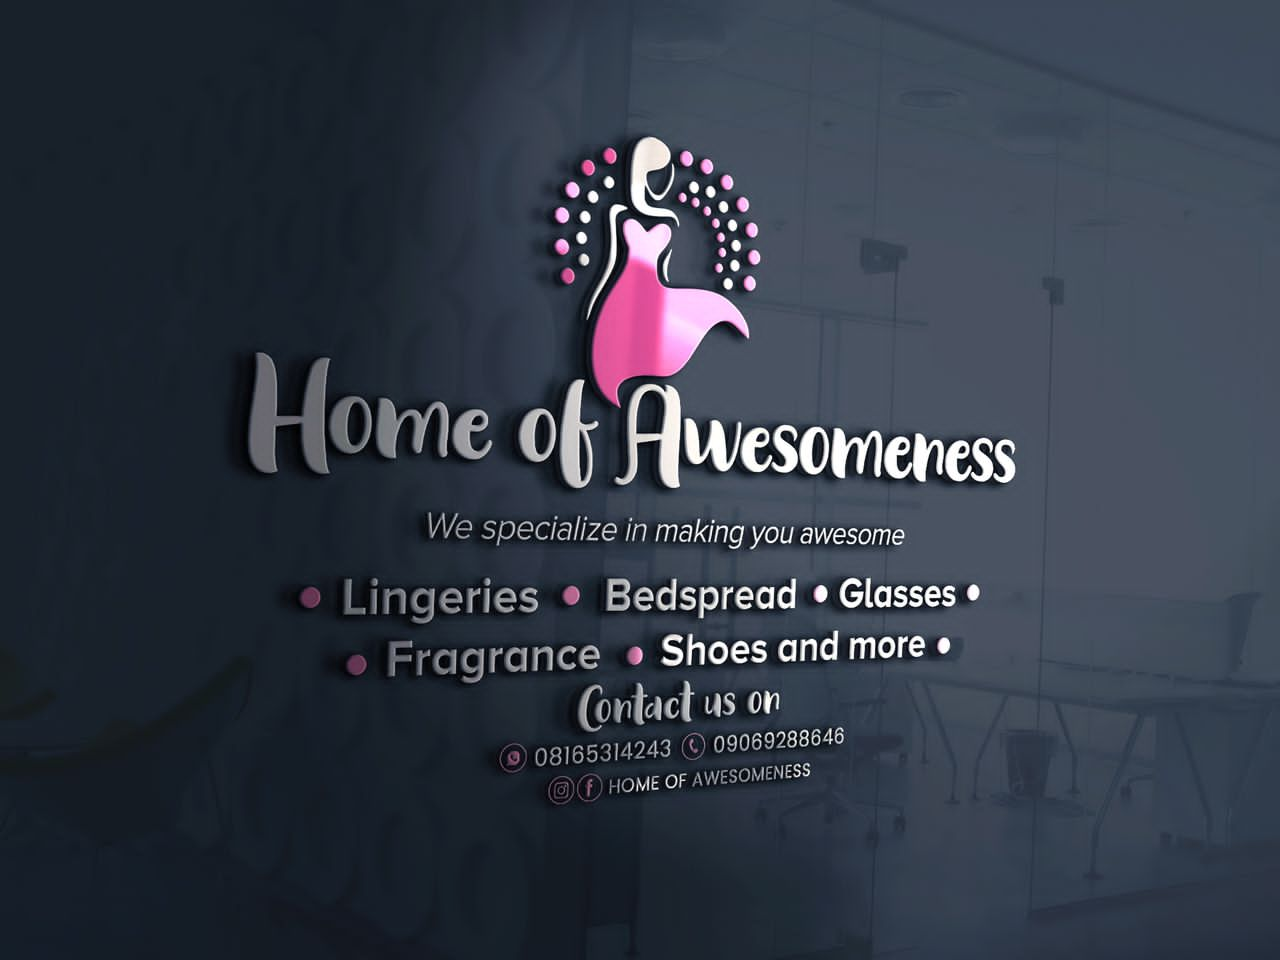 Home of Awesomeness
We specialize in making you awesome
• Lingeries • Bedspread • Glasses •
• Fragrance • Shoes and more •
Contact us on
08165314243 09069288646
HOME OF AWESOMENESS